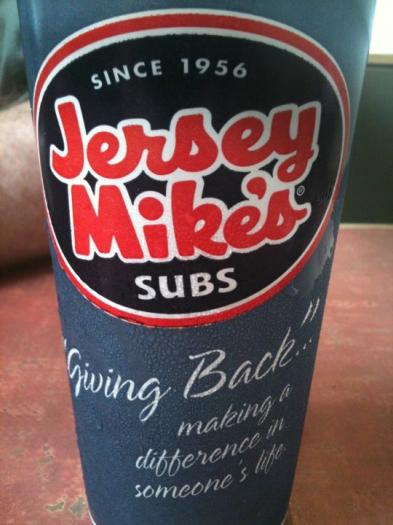 SINCE 1956
Jersey
Mike's®
SUBS
"Giving Back..."
making a
difference in
someone's life.